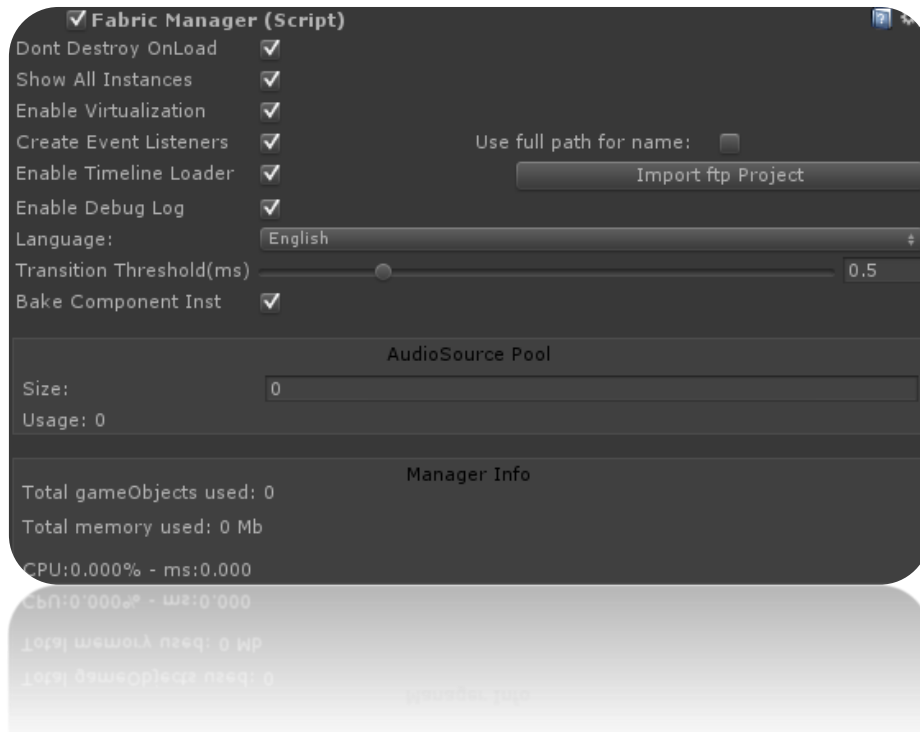 Fabric Manager (Script)
Dont Destroy OnLoad
Show All Instances
Enable Virtualization
Create Event Listeners Use full path for name:
Enable Timeline Loader Import ftp Project
Enable Debug Log
Language: English
Transition Threshold(ms) 0.5
Bake Component Inst
AudioSource Pool
Size: 0
Usage: 0
Manager Info
Total gameObjects used: 0
Total memory used: 0 Mb
CPU:0.000% - ms:0.000